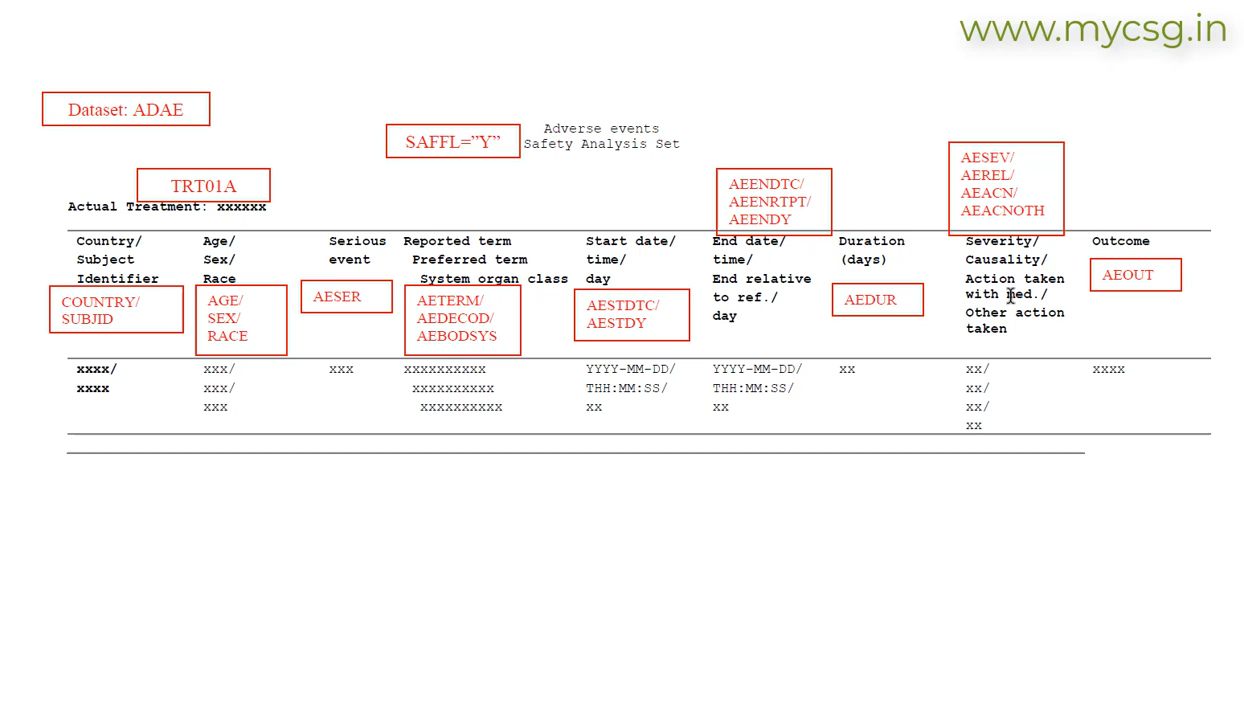 www.mycsg.in
Dataset: ADAE
SAFFL=”Y”
Adverse events
Safety Analysis Set
TRT01A
Actual Treatment: xxxxxx
AEENDTC/
AEENRTPT/
AEENDY
AESEV/
AEREL/
AEACN/
AEACNOTH
Country/
Subject
Identifier
COUNTRY/
SUBJID
Age/
Sex/
Race
AGE/
SEX/
RACE
Serious
event
AESER
Reported term
Preferred term
System organ class
AETERM/
AEDECOD/
AEBODSYS
Start date/
time/
day
AESTDTC/
AESTDY
End date/
time/
End relative
to ref./
day
Duration
(days)
AEDUR
Severity/
Causality/
Action taken
with med./
Other action
taken
Outcome
AEOUT
xxxx/ xxx/ xxx xxxxxxxxxx YYYY-MM-DD/ YYYY-MM-DD/ xx xx/ xxxx
xxxx xxx/ xxxxxxxxxx THH:MM:SS/ THH:MM:SS/ xx/
xxx xxxxxxxxxx xx xx xx/
xx